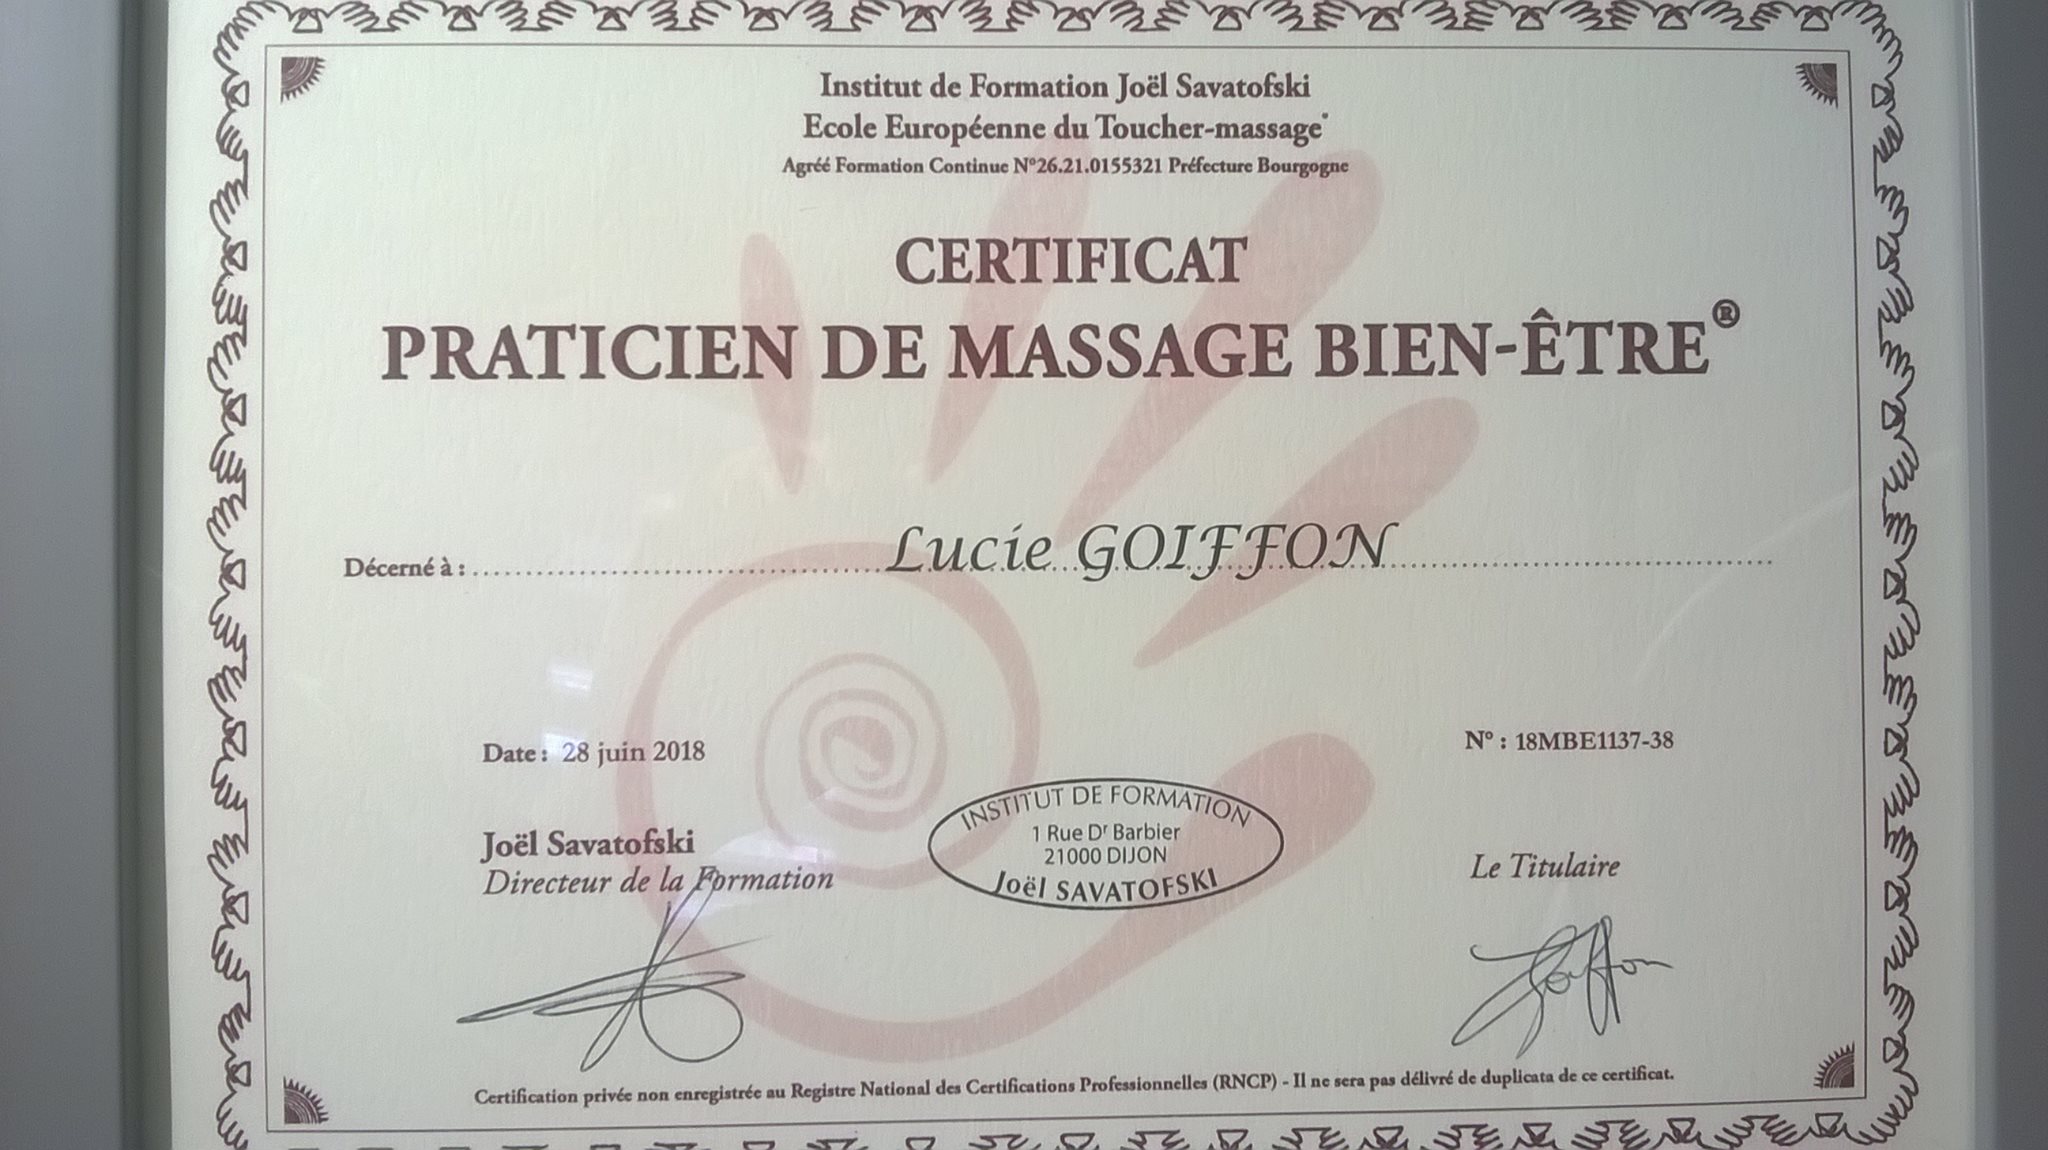 Institut de Formation Joël Savatofski
Ecole Européenne du Toucher-massage®
Agréé Formation Continue N°26.21.0155321 Préfecture Bourgogne
CERTIFICAT
PRATICIEN DE MASSAGE BIEN-ÊTRE®
Décerné à : Lucie GOIFFON
Date : 28 juin 2018
N° : 18MBE1137-38
Joël Savatofski
Directeur de la Formation
INSTITUT DE FORMATION
1 Rue Dr Barbier
21000 DIJON
Joël SAVATOFSKI
Le Titulaire
Goiffon
Certification privée non enregistrée au Registre National des Certifications Professionnelles (RNCP) - Il ne sera pas délivré de duplicata de ce certificat.